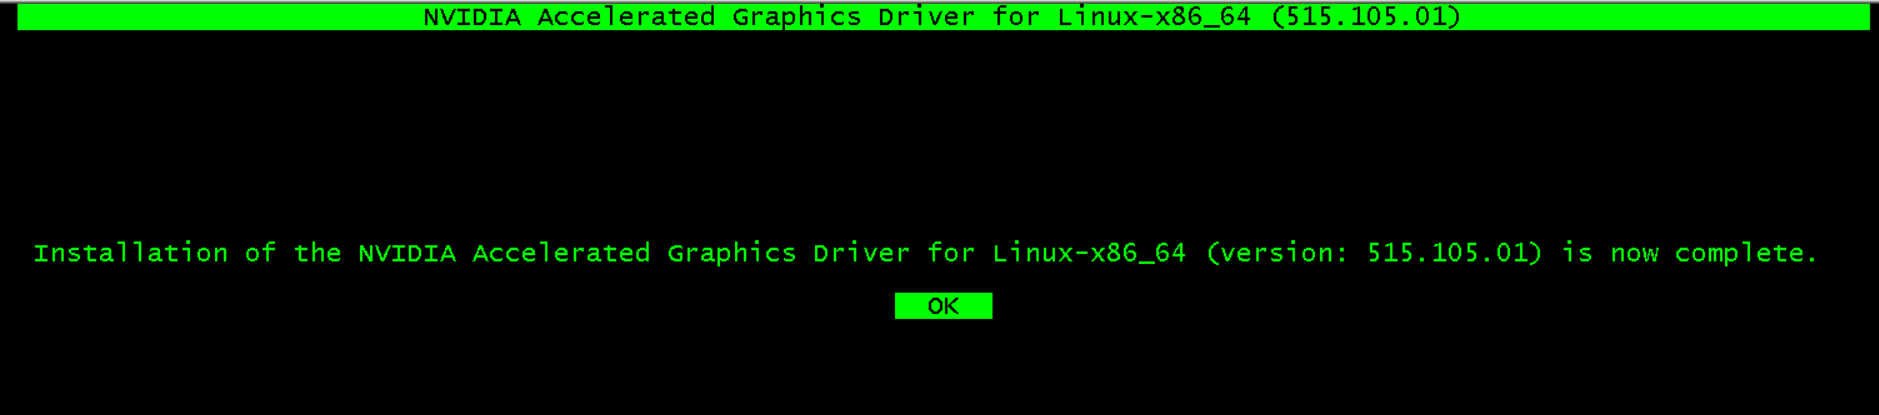 NVIDIA Accelerated Graphics Driver for Linux-x86_64 (515.105.01)
Installation of the NVIDIA Accelerated Graphics Driver for Linux-x86_64 (version: 515.105.01) is now complete.
OK